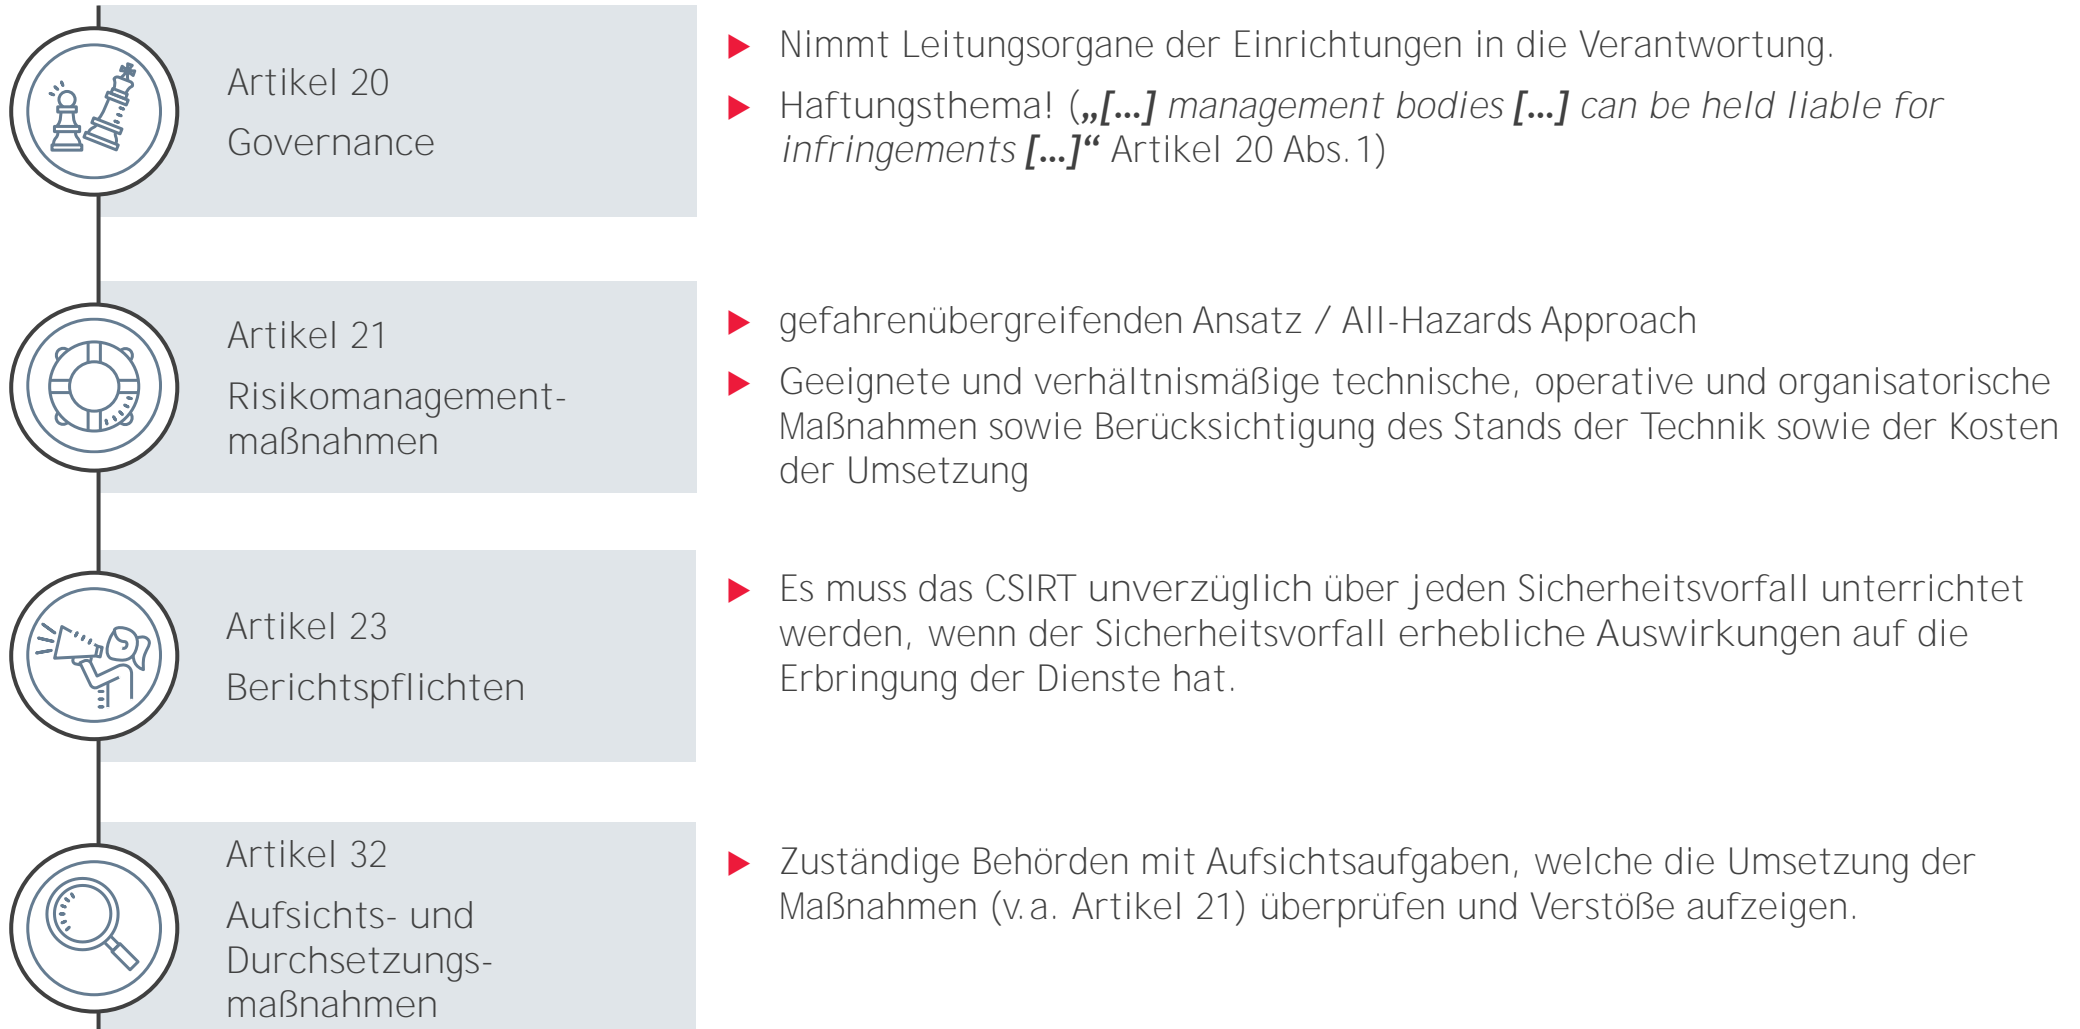 Artikel 20
Governance
Nimmt Leitungsorgane der Einrichtungen in die Verantwortung.
Haftungsthema! („[…] management bodies […] can be held liable for
infringements […]“ Artikel 20 Abs.1)
Artikel 21
Risikomanagement-
maßnahmen
gefahrenübergreifenden Ansatz / All-Hazards Approach
Geeignete und verhältnismäßige technische, operative und organisatorische
Maßnahmen sowie Berücksichtigung des Stands der Technik sowie der Kosten
der Umsetzung
Artikel 23
Berichtspflichten
Es muss das CSIRT unverzüglich über jeden Sicherheitsvorfall unterrichtet
werden, wenn der Sicherheitsvorfall erhebliche Auswirkungen auf die
Erbringung der Dienste hat.
Artikel 32
Aufsichts- und
Durchsetzungs-
maßnahmen
Zuständige Behörden mit Aufsichtsaufgaben, welche die Umsetzung der
Maßnahmen (v.a. Artikel 21) überprüfen und Verstöße aufzeigen.